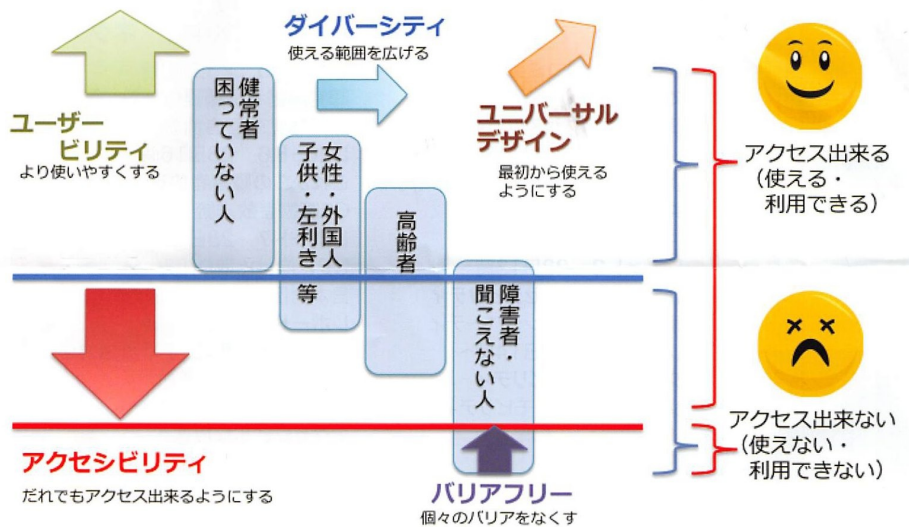 ダイバーシティ
使える範囲を広げる
ユーザー
ビリティ
より使いやすくする
健常者
困っていない人
女性・外国人
子供・左利き 等
高齢者
障害者・
聞こえない人
ユニバーサル
デザイン
最初から使える
ようにする
アクセス出来る
(使える・
利用できる)
アクセス出来ない
(使えない・
利用できない)
アクセシビリティ
だれでもアクセス出来るようにする
バリアフリー
個々のバリアをなくす